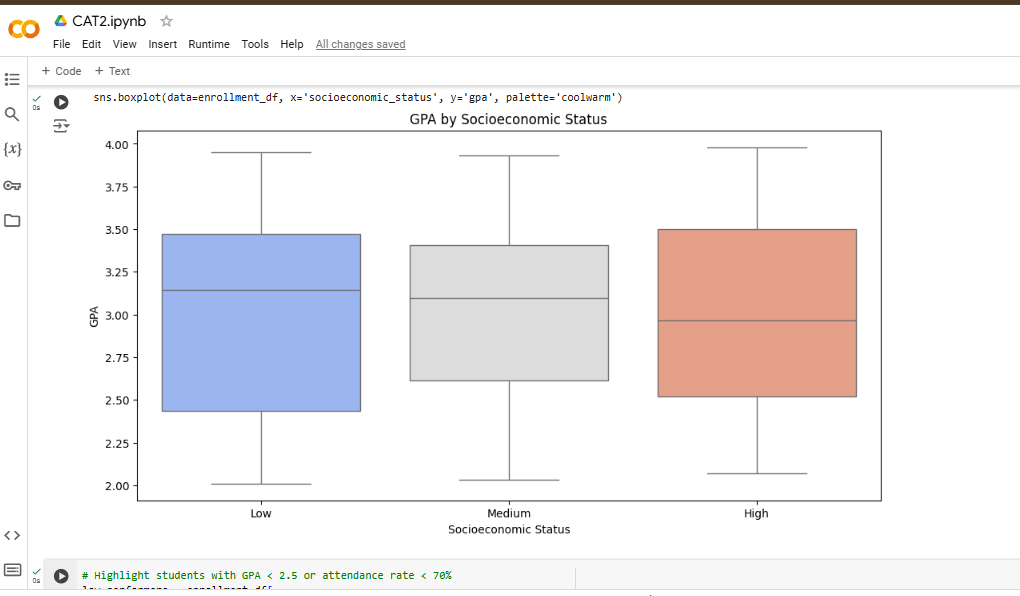 CAT2.ipynb
File Edit View Insert Runtime Tools Help All changes saved
+ Code + Text
0s
sns.boxplot(data=enrollment_df, x='socioeconomic_status', y='gpa', palette='coolwarm')
GPA by Socioeconomic Status
4.00
3.75
3.50
3.25
3.00
2.75
2.50
2.25
2.00
GPA
Low Medium High
Socioeconomic Status
{x}
0s
# Highlight students with GPA < 2.5 or attendance rate < 70%